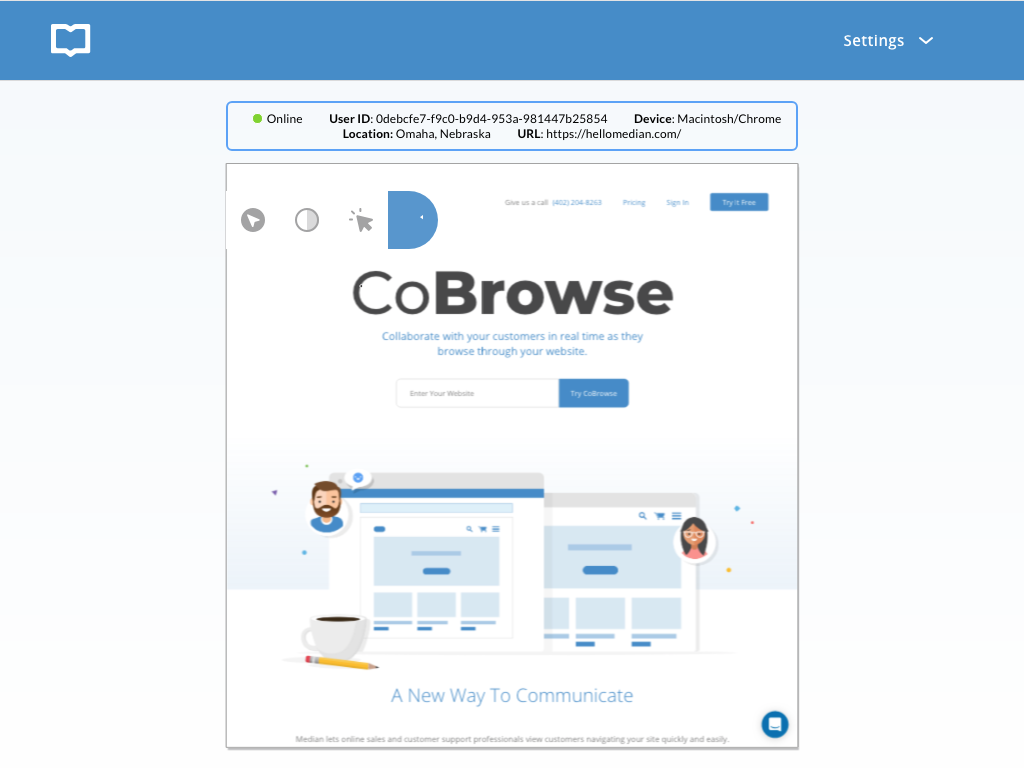 Settings
Online User ID: 0debcfe7-f9c0-b9d4-953a-981447b25854 Device: Macintosh/Chrome
Location: Omaha, Nebraska URL: https://hellomedian.com/
Give us a call (402) 204-8263 Pricing Sign In Try It Free
CoBrowse
Collaborate with your customers in real time as they
browse through your website.
Enter Your Website Try CoBrowse
A New Way To Communicate
Median lets online sales and customer support professionals view customers navigating your site quickly and easily.